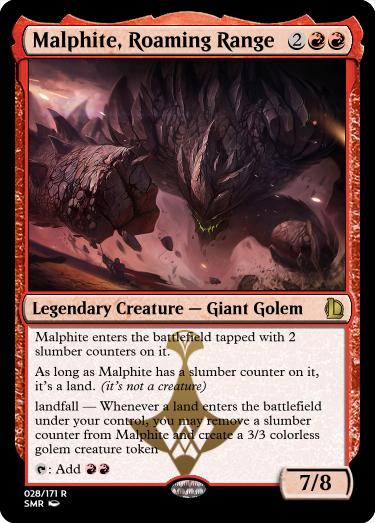 Malphite, Roaming Range 2
Legendary Creature — Giant Golem
Malphite enters the battlefield tapped with 2
slumber counters on it.
As long as Malphite has a slumber counter on it,
it's a land. (it's not a creature)
landfall — Whenever a land enters the battlefield
under your control, you may remove a slumber
counter from Malphite and create a 3/3 colorless
golem creature token
: Add
7/8
028/171 R
SMR